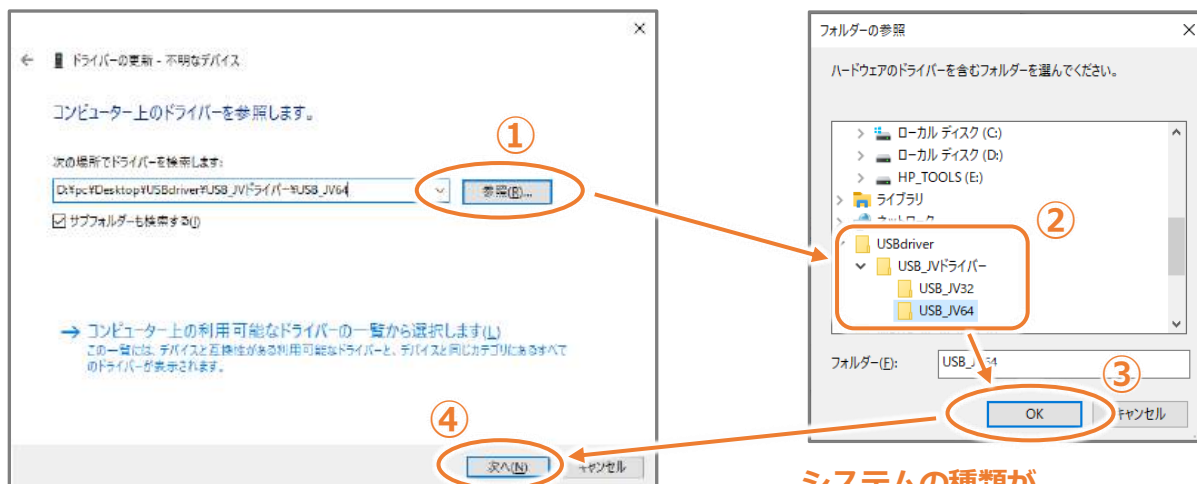 ドライバーの更新 - 不明なデバイス
コンピューター上のドライバーを参照します。
①
次の場所でドライバーを検索します:
D:¥pc¥Desktop¥USBdriver¥USB_JVドライバー¥USB_JV64
参照(R)...
サブフォルダーも検索する(I)
→ コンピューター上の利用可能なドライバーの一覧から選択します(L)
この一覧には、デバイスと互換性がある利用可能なドライバーと、デバイスと同じカテゴリにあるすべて
のドライバーが表示されます。
④
次へ(N)
キャンセル
フォルダーの参照
ハードウェアのドライバーを含むフォルダーを選んでください。
ローカル ディスク (C:)
ローカル ディスク (D:)
HP_TOOLS (E:)
ライブラリ
②
USBdriver
USB_JVドライバー
USB_JV32
USB_JV64
フォルダー(F):
③
OK
キャンセル
システムの種類が